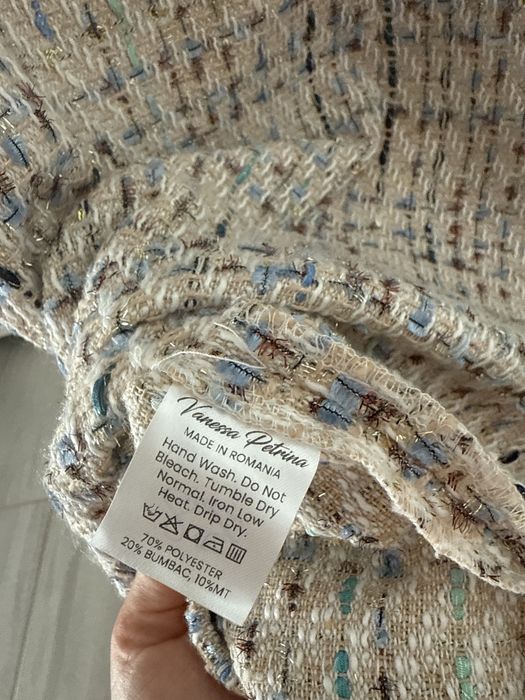 Vanessa Petrina
MADE IN ROMANIA
Hand Wash. Do Not
Bleach. Tumble Dry
Normal. Iron Low
Heat. Drip Dry.
70% POLYESTER
20% BUMBAC, 10%MT